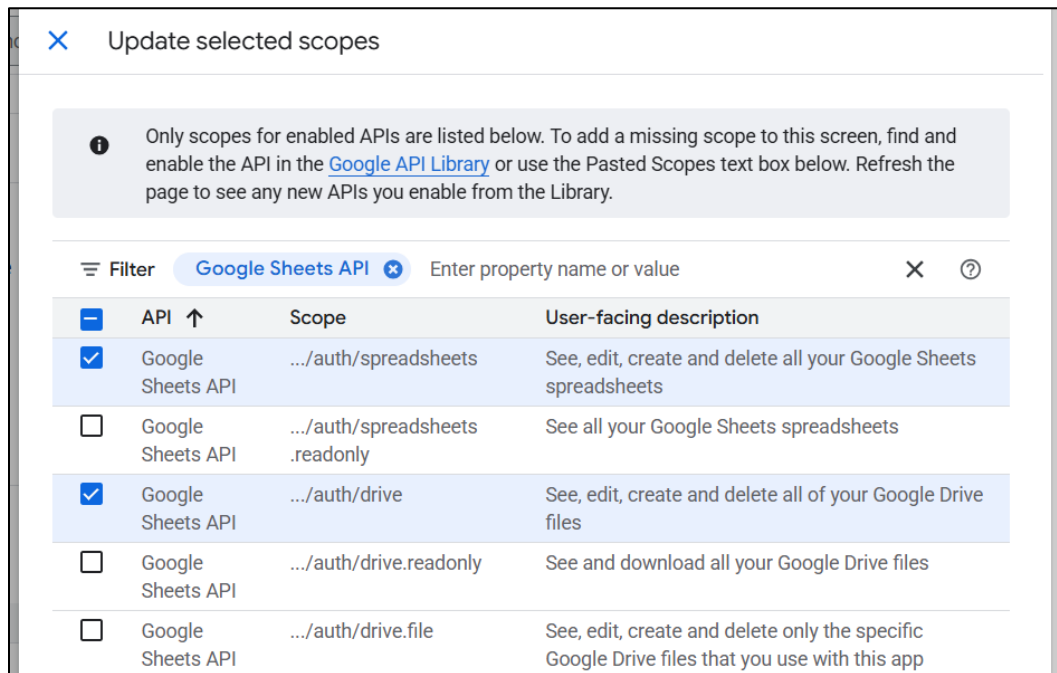 Update selected scopes
Only scopes for enabled APIs are listed below. To add a missing scope to this screen, find and
enable the API in the Google API Library or use the Pasted Scopes text box below. Refresh the
page to see any new APIs you enable from the Library.
Filter Google Sheets API Enter property name or value
API Scope User-facing description
Google .../auth/spreadsheets See, edit, create and delete all your Google Sheets
Sheets API spreadsheets
Google .../auth/spreadsheets See all your Google Sheets spreadsheets
Sheets API .readonly
Google .../auth/drive See, edit, create and delete all of your Google Drive
Sheets API files
Google .../auth/drive.readonly See and download all your Google Drive files
Sheets API
Google .../auth/drive.file See, edit, create and delete only the specific
Sheets API Google Drive files that you use with this app